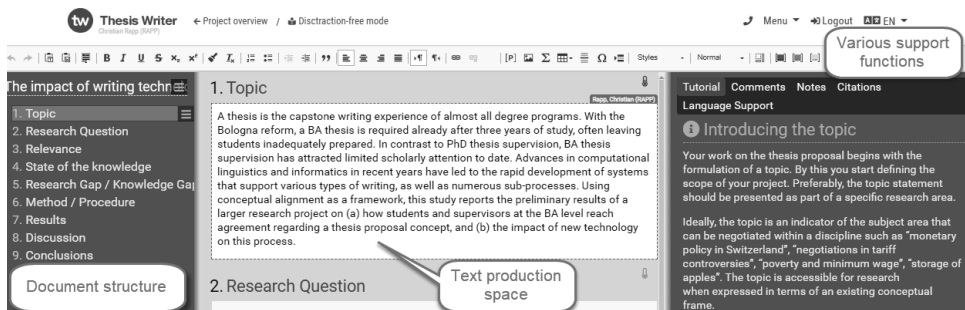 tw Thesis Writer
Christian Rapp (RAPP)
Project overview / Disctraction-free mode
Menu Logout EN
B I U S x₂ x² Iₓ Ω Styles Normal
Various support
functions
The impact of writing techn
1. Topic
2. Research Question
3. Relevance
4. State of the knowledge
5. Research Gap / Knowledge Gap
6. Method / Procedure
7. Results
8. Discussion
9. Conclusions
Document structure
1. Topic
Rapp, Christian (RAPP)
A thesis is the capstone writing experience of almost all degree programs. With the
Bologna reform, a BA thesis is required already after three years of study, often leaving
students inadequately prepared. In contrast to PhD thesis supervision, BA thesis
supervision has attracted limited scholarly attention to date. Advances in computational
linguistics and informatics in recent years have led to the rapid development of systems
that support various types of writing, as well as numerous sub-processes. Using
conceptual alignment as a framework, this study reports the preliminary results of a
larger research project on (a) how students and supervisors at the BA level reach
agreement regarding a thesis proposal concept, and (b) the impact of new technology
on this process.
Text production
space
2. Research Question
Tutorial Comments Notes Citations
Language Support
Introducing the topic
Your work on the thesis proposal begins with the
formulation of a topic. By this you start defining the
scope of your project. Preferably, the topic statement
should be presented as part of a specific research area.
Ideally, the topic is an indicator of the subject area that
can be negotiated within a discipline such as "monetary
policy in Switzerland", "negotiations in tariff
controversies", "poverty and minimum wage", "storage of
apples". The topic is accessible for research
when expressed in terms of an existing conceptual
frame.